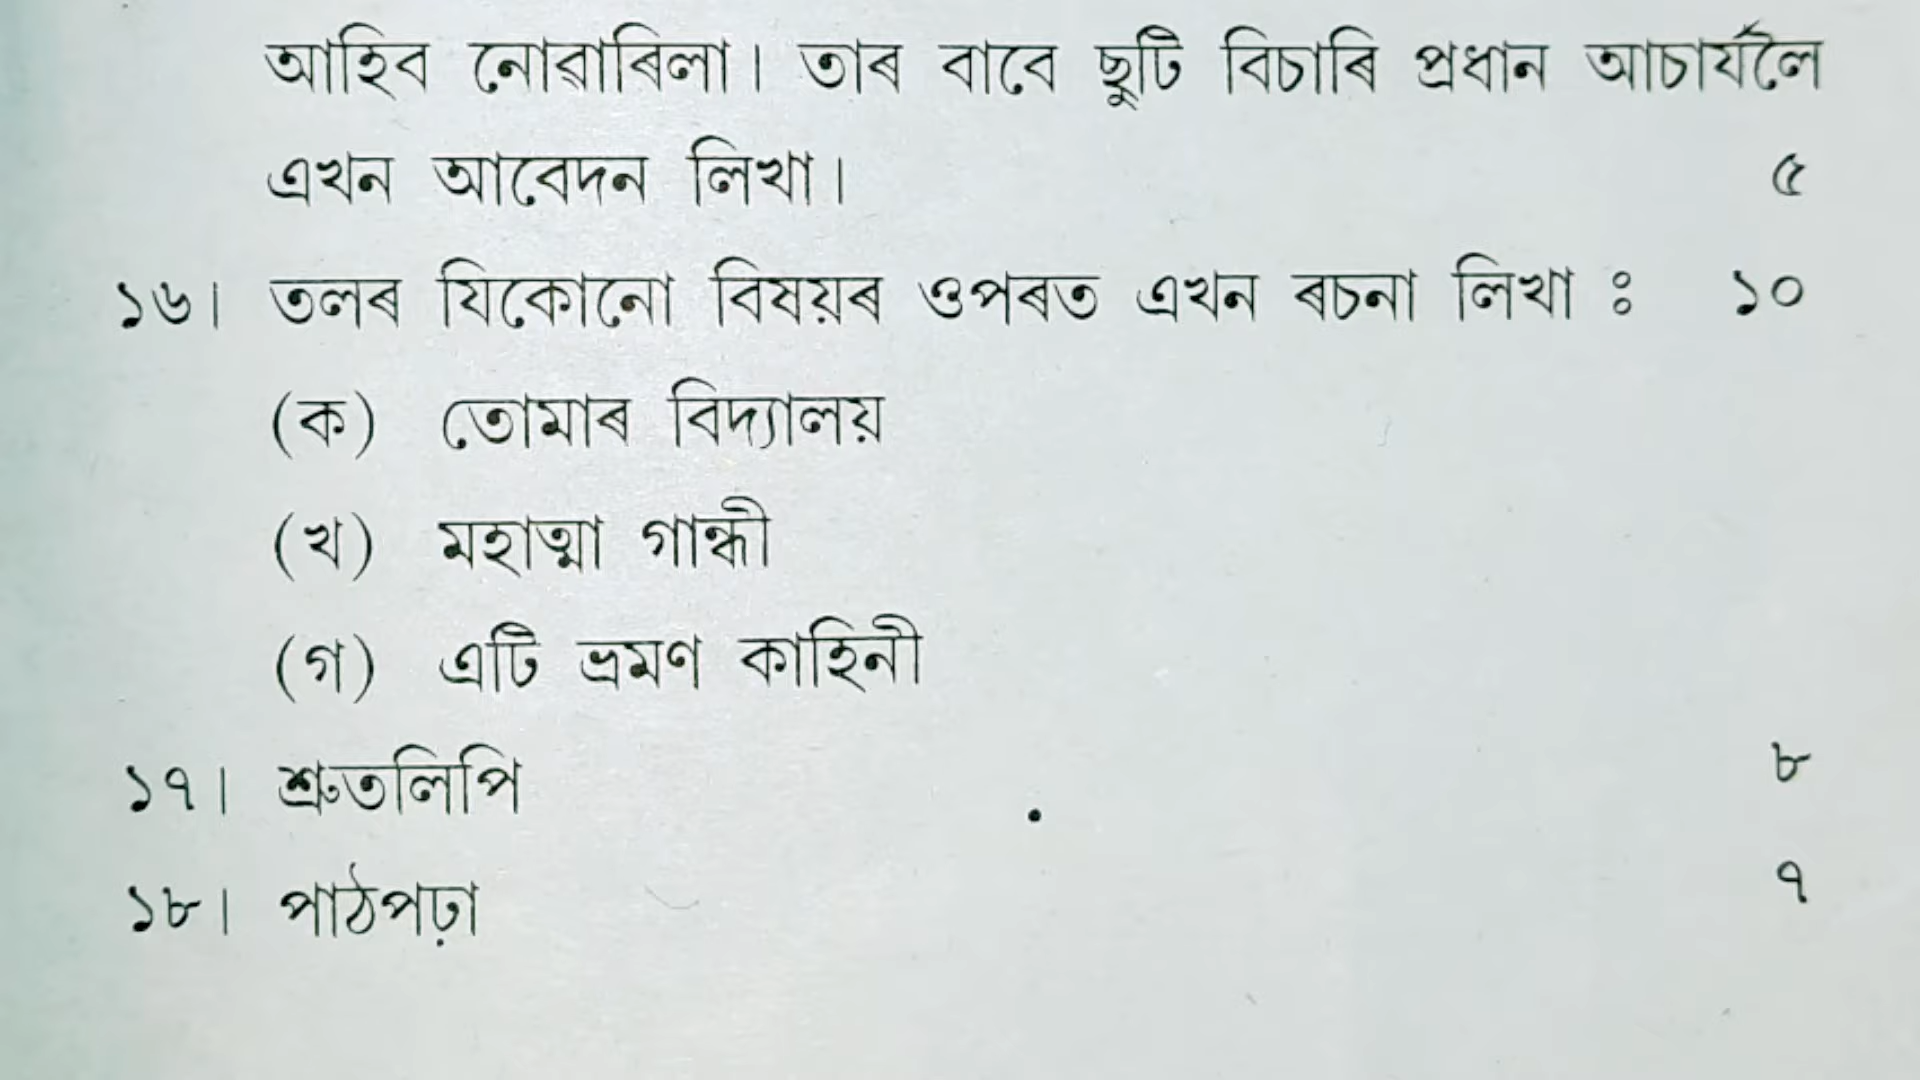 আহিব নোৱাৰিলা। তাৰ বাবে ছুটি বিচাৰি প্ৰধান আচাৰ্যলৈ
এখন আবেদন লিখা। ৫
১৬। তলৰ যিকোনো বিষয়ৰ ওপৰত এখন ৰচনা লিখা ঃ ১০
(ক) তোমাৰ বিদ্যালয়
(খ) মহাত্মা গান্ধী
(গ) এটি ভ্ৰমণ কাহিনী
১৭। শ্ৰুতলিপি ৮
১৮। পাঠপঢ়া ৭